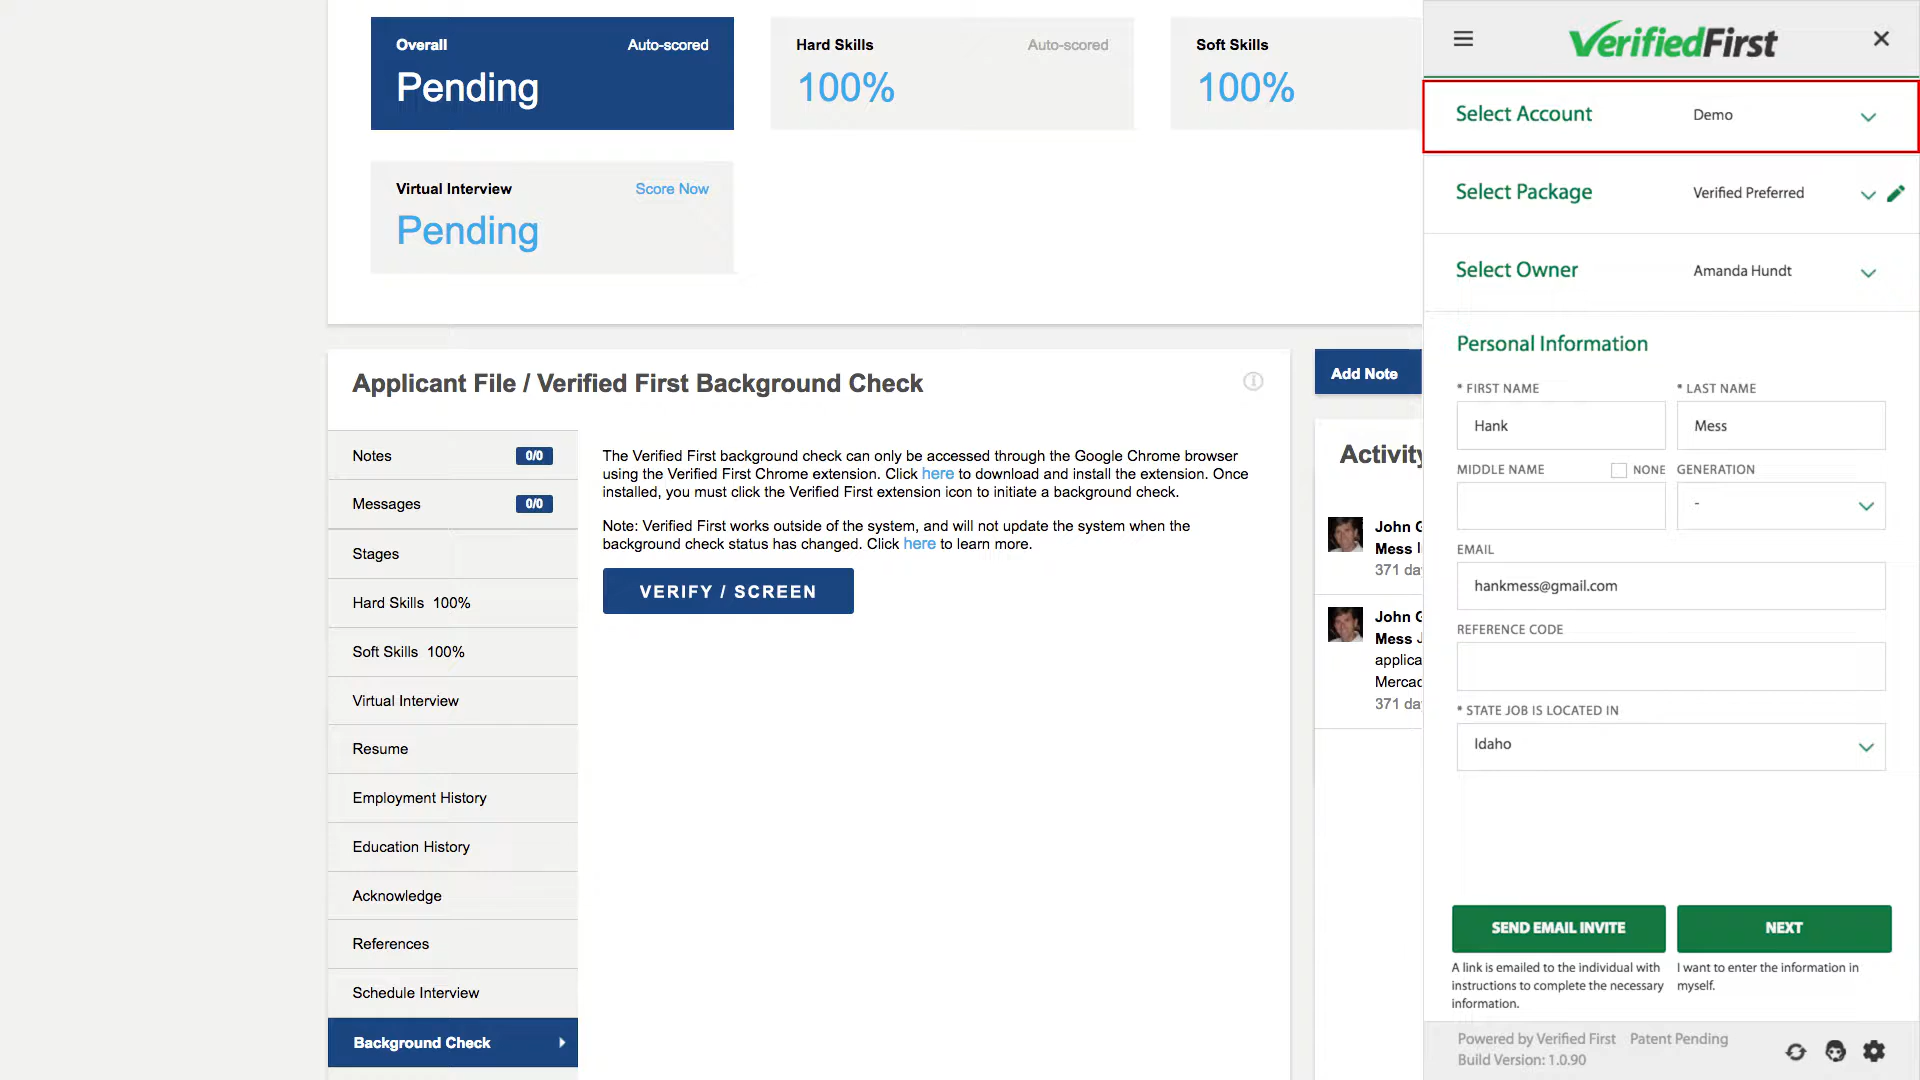 Overall
Auto-scored
Pending
Hard Skills
Auto-scored
100%
Soft Skills
100%
Virtual Interview
Score Now
Pending
Applicant File / Verified First Background Check
Notes 0/0
Messages 0/0
Stages
Hard Skills 100%
Soft Skills 100%
Virtual Interview
Resume
Employment History
Education History
Acknowledge
References
Schedule Interview
Background Check
The Verified First background check can only be accessed through the Google Chrome browser
using the Verified First Chrome extension. Click here to download and install the extension. Once
installed, you must click the Verified First extension icon to initiate a background check.
Note: Verified First works outside of the system, and will not update the system when the
background check status has changed. Click here to learn more.
VERIFY / SCREEN
Add Note
Activity
John G
Mess
371 da
John G
Mess J
applica
Mercad
371 da
VerifiedFirst
Select Account Demo
Select Package Verified Preferred
Select Owner Amanda Hundt
Personal Information
* FIRST NAME
* LAST NAME
Hank
Mess
MIDDLE NAME
NONE
GENERATION
-
EMAIL
hankmess@gmail.com
REFERENCE CODE
* STATE JOB IS LOCATED IN
Idaho
SEND EMAIL INVITE
NEXT
A link is emailed to the individual with
instructions to complete the necessary
information.
I want to enter the information in
myself.
Powered by Verified First Patent Pending
Build Version: 1.0.90